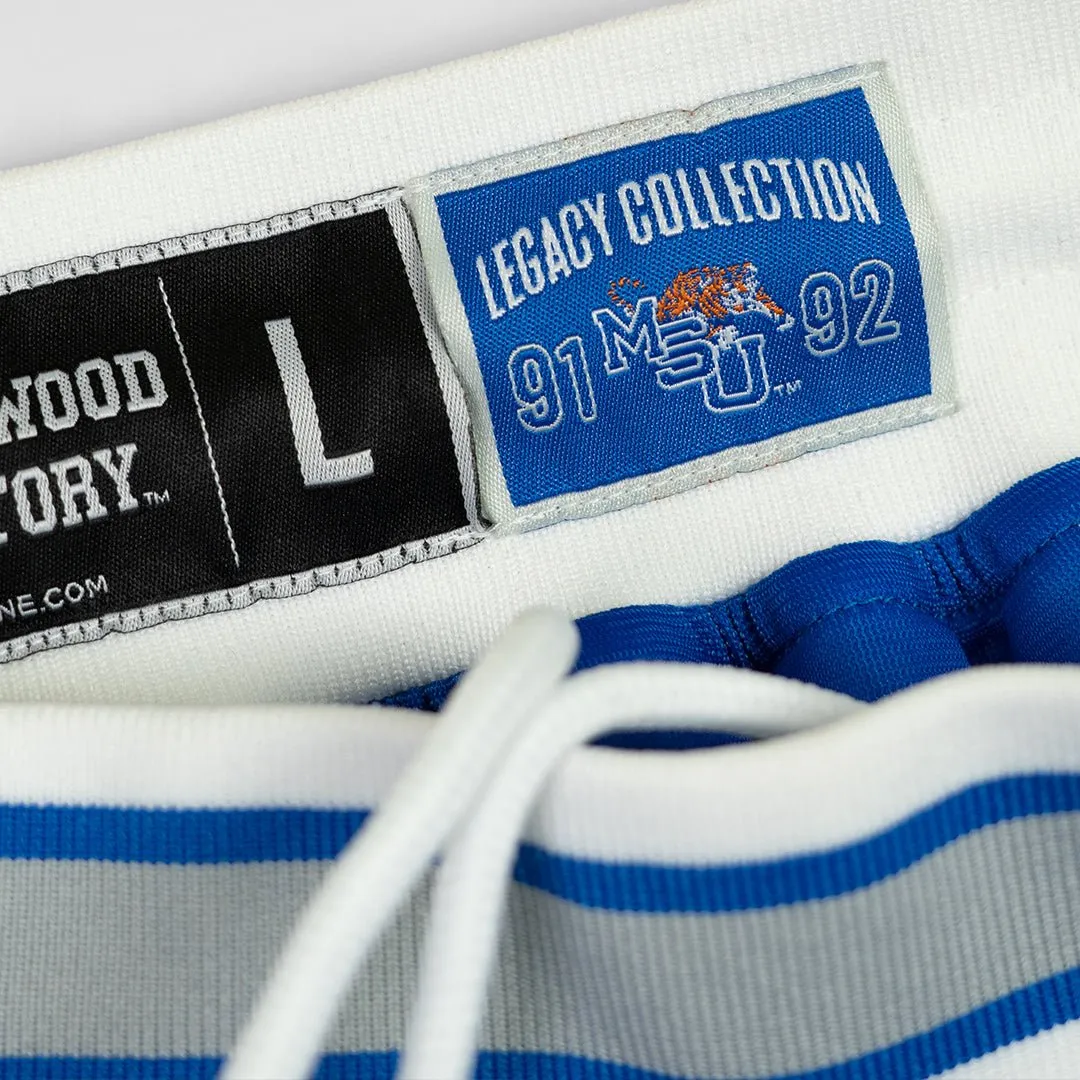 WOOD
TORY™
NE.COM
L
LEGACY COLLECTION
91 MSU™ 92